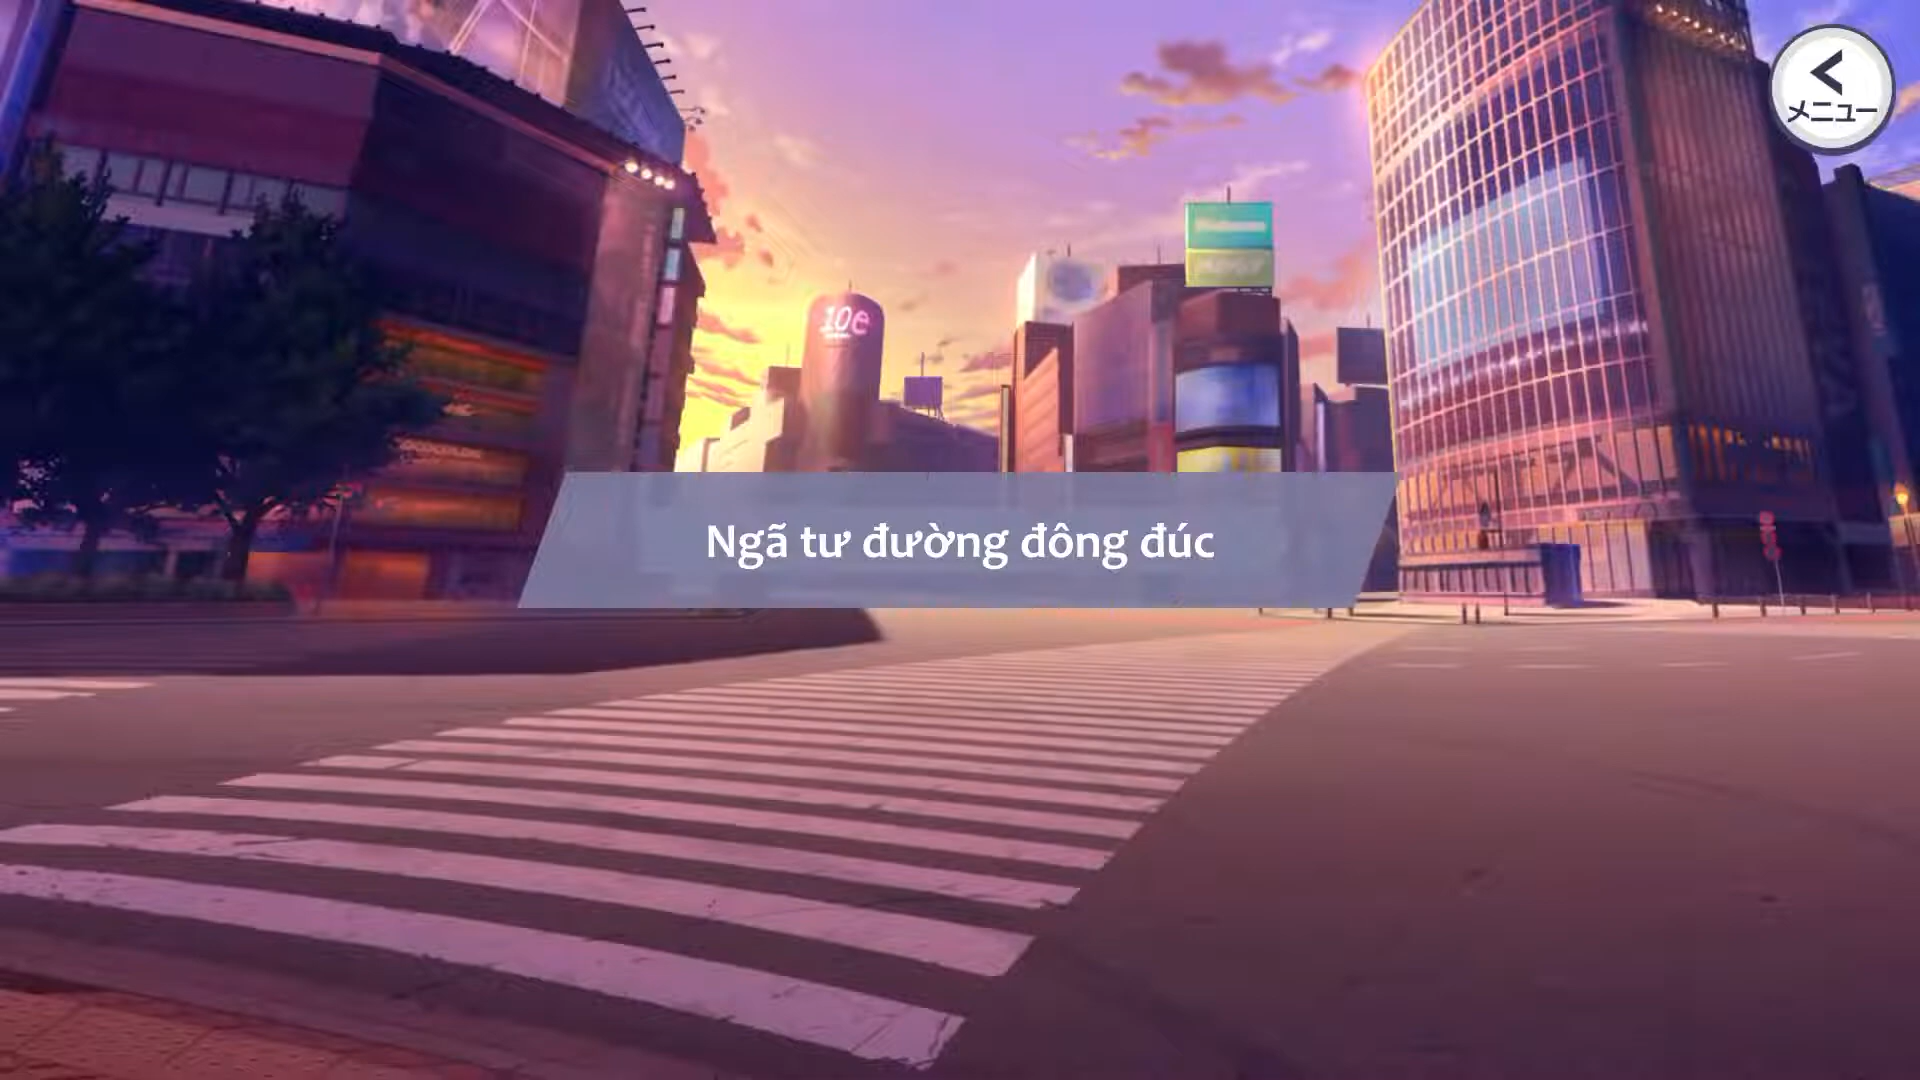 メニュー
10e
Ngã tư đường đông đúc